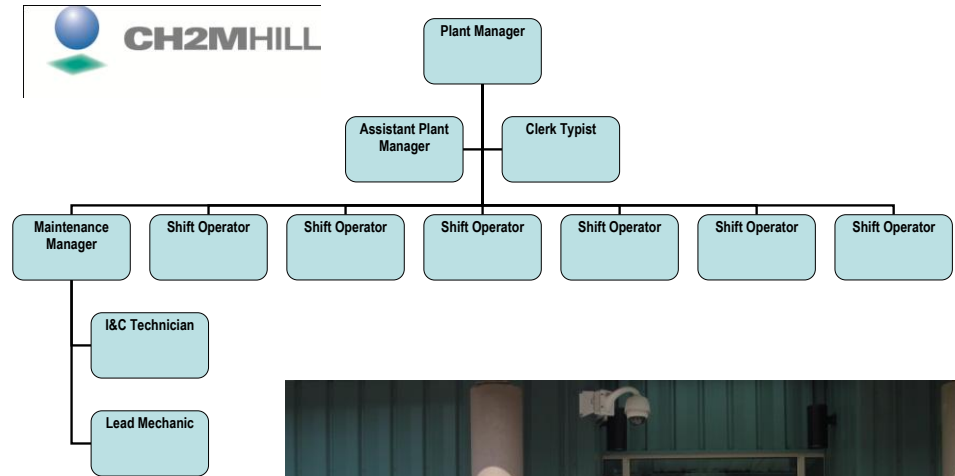 CH2MHILL
Plant Manager
Assistant Plant
Manager
Clerk Typist
Maintenance
Manager
Shift Operator
Shift Operator
Shift Operator
Shift Operator
Shift Operator
Shift Operator
I&C Technician
Lead Mechanic